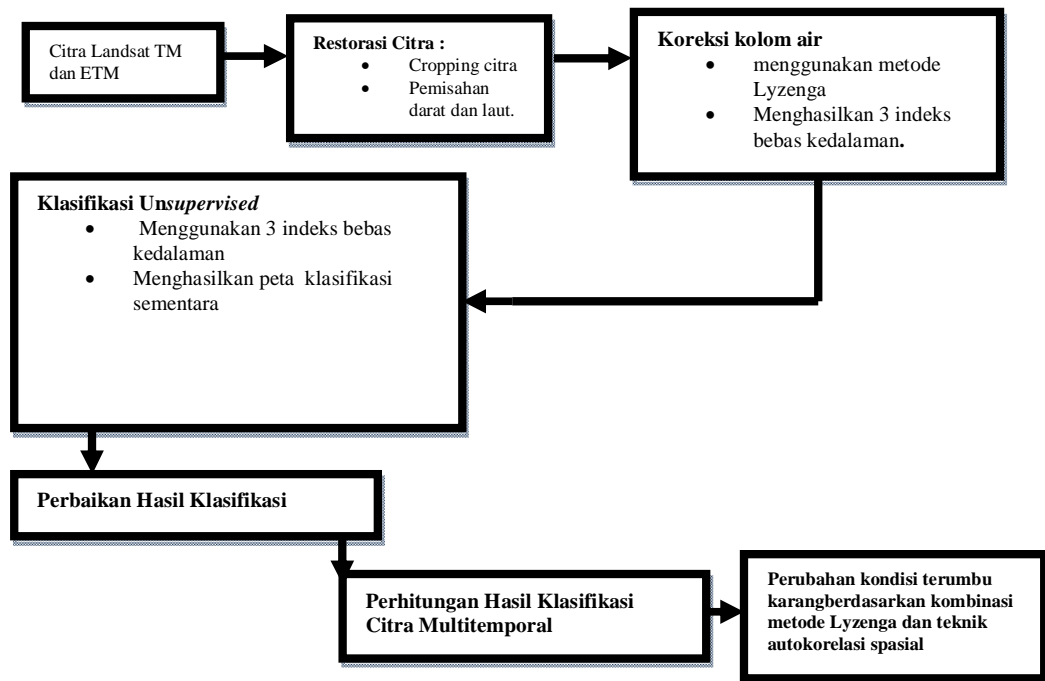 Citra Landsat TM
dan ETM
Restorasi Citra :
• Cropping citra
• Pemisahan
darat dan laut.
Koreksi kolom air
• menggunakan metode
Lyzenga
• Menghasilkan 3 indeks
bebas kedalaman.
Klasifikasi Unsupervised
• Menggunakan 3 indeks bebas
kedalaman
• Menghasilkan peta klasifikasi
sementara
Perbaikan Hasil Klasifikasi
Perhitungan Hasil Klasifikasi
Citra Multitemporal
Perubahan kondisi terumbu
karangberdasarkan kombinasi
metode Lyzenga dan teknik
autokorelasi spasial